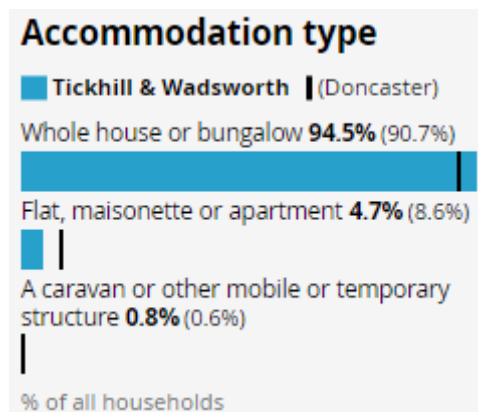 Accommodation type
Tickhill & Wadsworth (Doncaster)
Whole house or bungalow 94.5% (90.7%)
Flat, maisonette or apartment 4.7% (8.6%)
A caravan or other mobile or temporary
structure 0.8% (0.6%)
% of all households